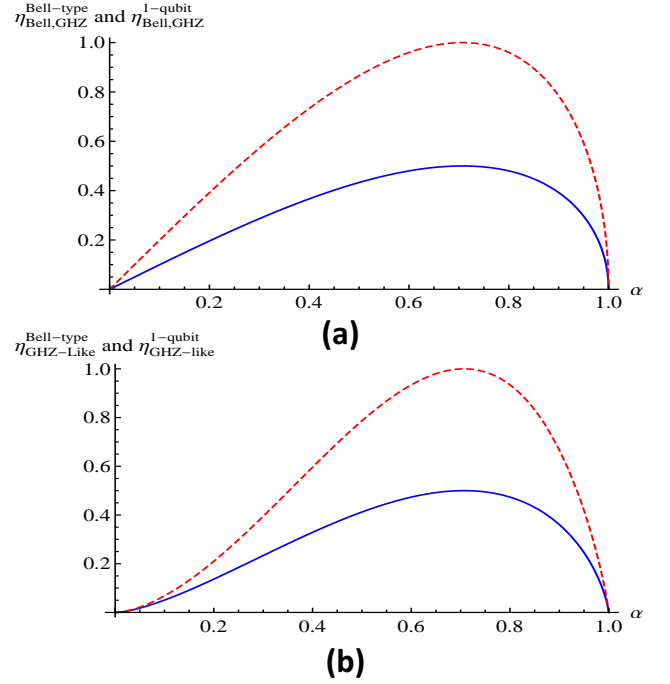 η^Bell−type_Bell,GHZ and η^1−qubit_Bell,GHZ
1.0
0.8
0.6
0.4
0.2
0.2 0.4 0.6 0.8 1.0 α
(a)
η^Bell−type_GHZ−Like and η^1−qubit_GHZ−like
1.0
0.8
0.6
0.4
0.2
0.2 0.4 0.6 0.8 1.0 α
(b)